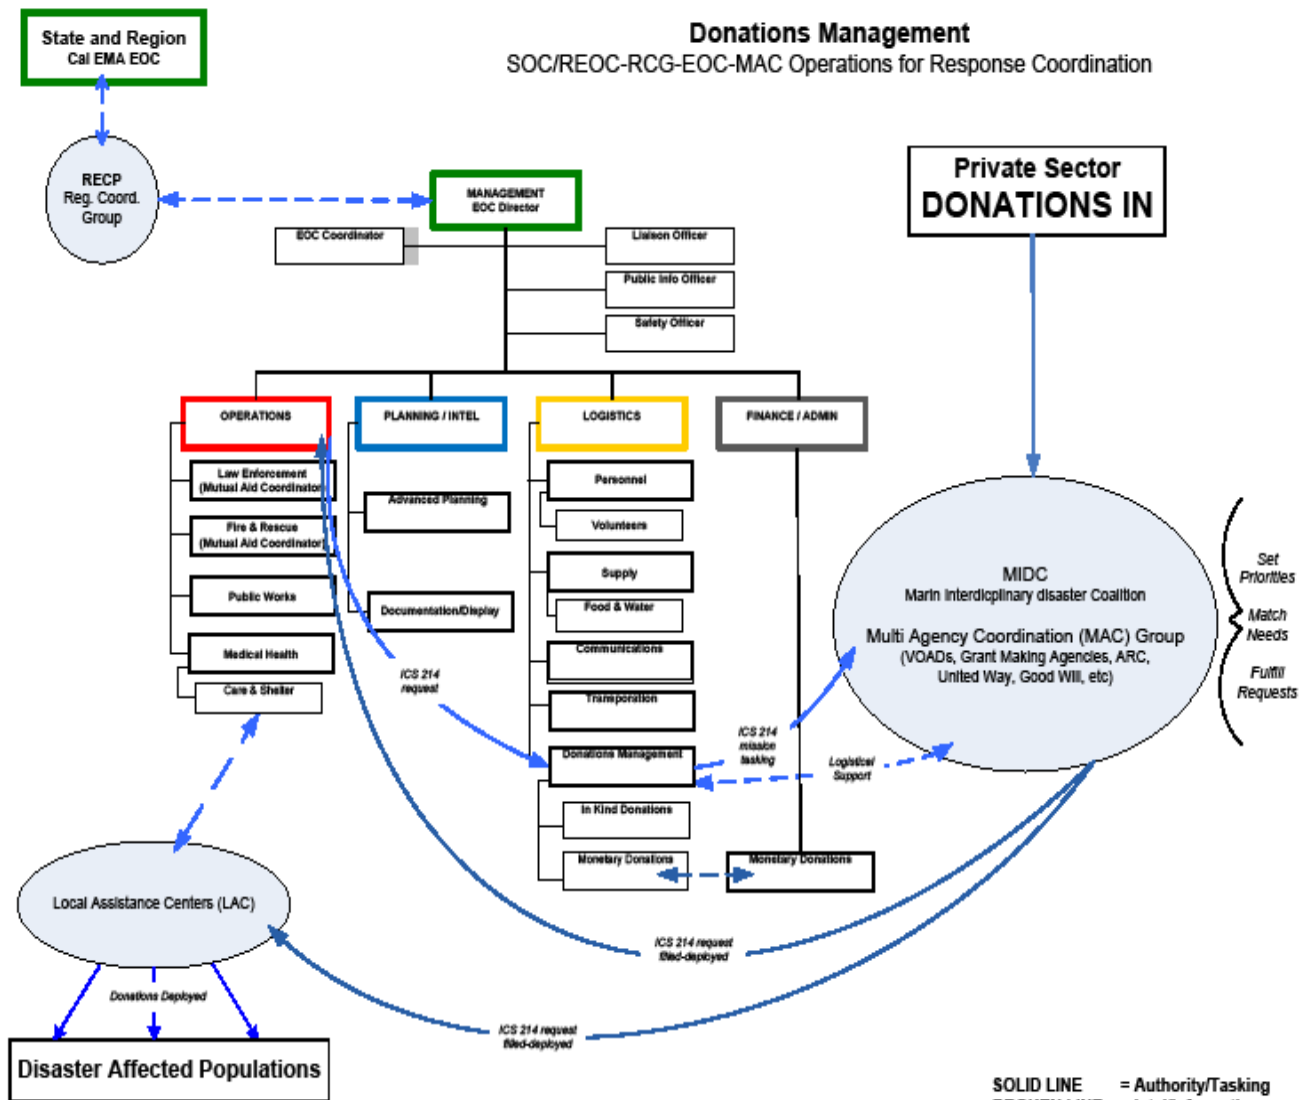 Donations Management
SOC/REOC-RCG-EOC-MAC Operations for Response Coordination
State and Region
Cal EMA EOC
RECP
Reg. Coord.
Group
MANAGEMENT
EOC Director
EOC Coordinator
Liaison Officer
Public Info Officer
Safety Officer
Private Sector
DONATIONS IN
OPERATIONS
PLANNING / INTEL
LOGISTICS
FINANCE / ADMIN
Law Enforcement
(Mutual Aid Coordinator)
Fire & Rescue
(Mutual Aid Coordinator)
Public Works
Medical Health
Care & Shelter
Advanced Planning
Documentation/Display
Personnel
Volunteers
Supply
Food & Water
Communications
Transporation
Donations Management
In Kind Donations
Monetary Donations
Monetary Donations
ICS 214
request
ICS 214
mission
tasking
Logistical
Support
MIDC
Marin Interdicplinary disaster Coalition
Multi Agency Coordination (MAC) Group
(VOADs, Grant Making Agencies, ARC,
United Way, Good Will, etc)
Set
Priorities
Match
Needs
Fulfill
Requests
Local Assistance Centers (LAC)
ICS 214 request
filled-deployed
ICS 214 request
filled-deployed
Donations Deployed
Disaster Affected Populations
SOLID LINE = Authority/Tasking